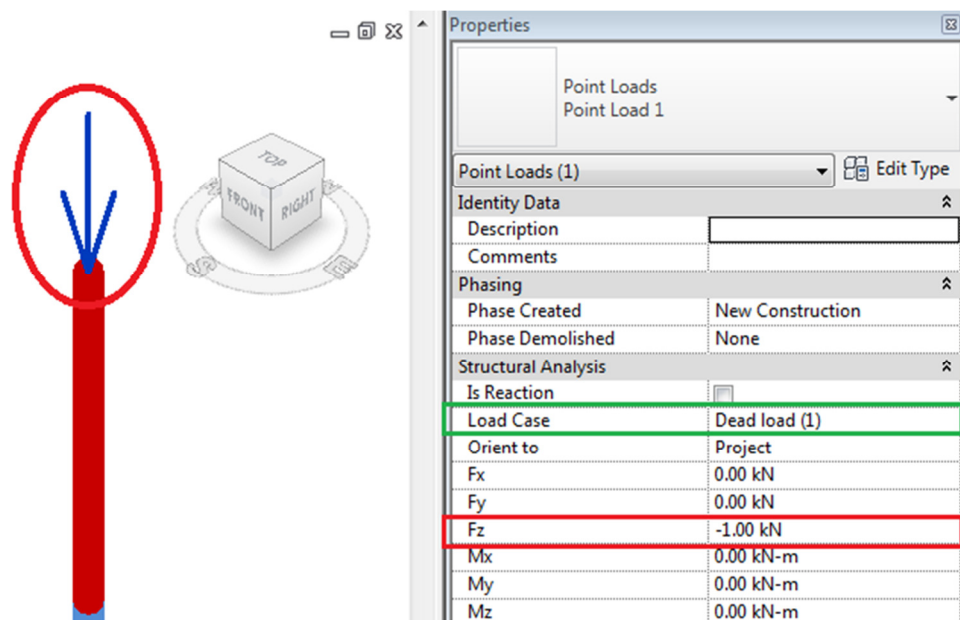 Properties
Point Loads
Point Load 1
Point Loads (1)
Edit Type
Identity Data
Description
Comments
Phasing
Phase Created New Construction
Phase Demolished None
Structural Analysis
Is Reaction
Load Case Dead load (1)
Orient to Project
Fx 0.00 kN
Fy 0.00 kN
Fz -1.00 kN
Mx 0.00 kN-m
My 0.00 kN-m
Mz 0.00 kN-m
TOP
FRONT RIGHT
S E